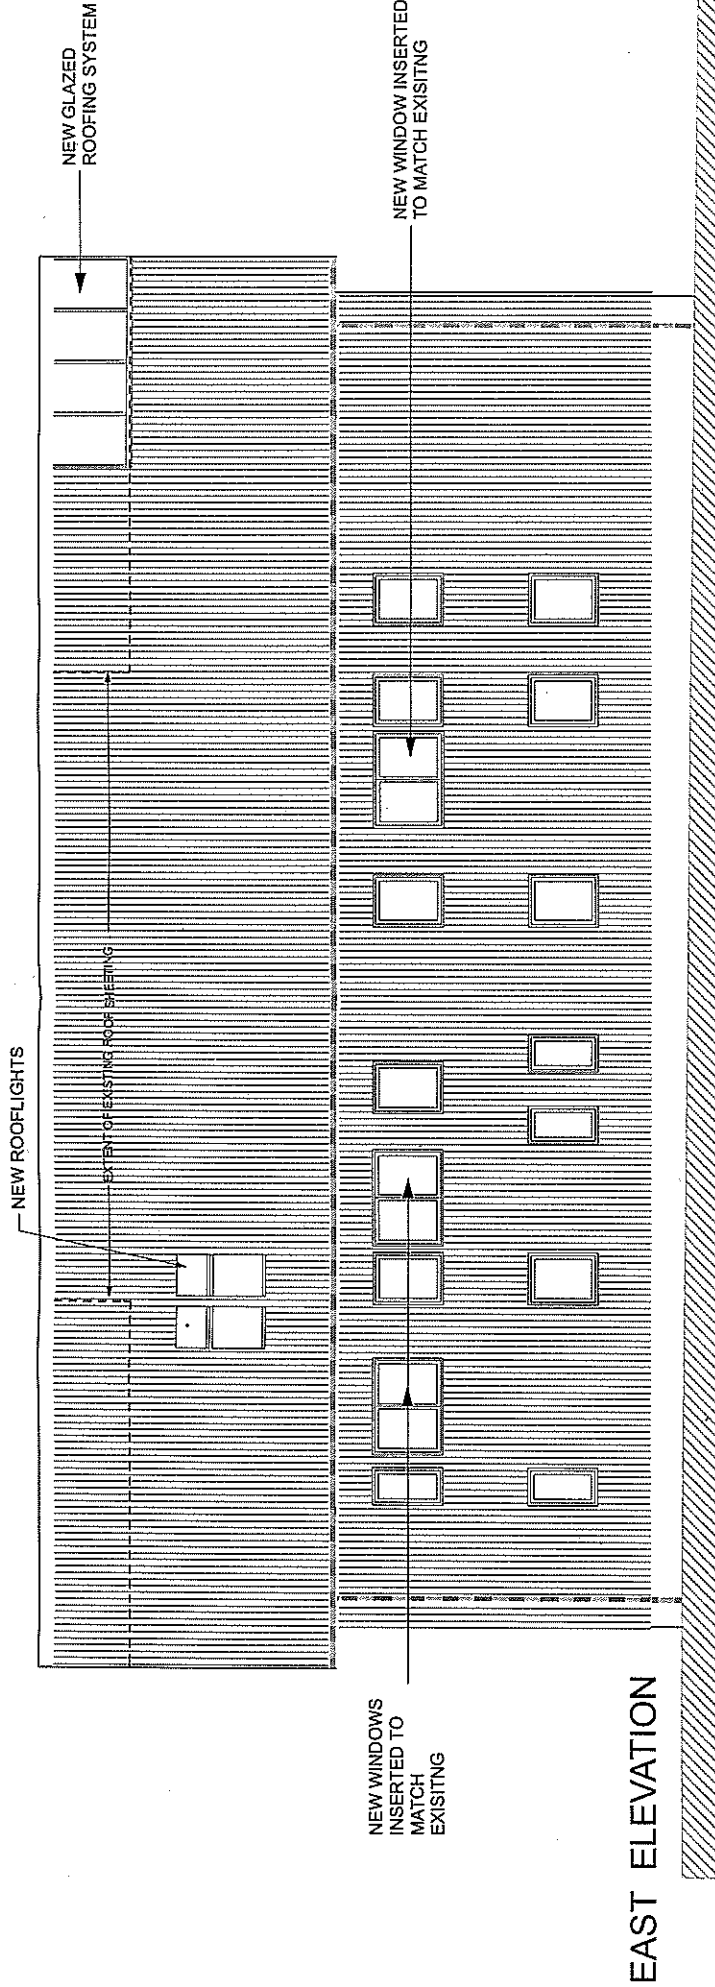 NEW ROOFLIGHTS
NEW GLAZED
ROOFING SYSTEM
EXTENT OF EXISTING ROOF SHEETING
NEW WINDOWS
INSERTED TO
MATCH
EXISITNG
NEW WINDOW INSERTED
TO MATCH EXISITNG
EAST ELEVATION